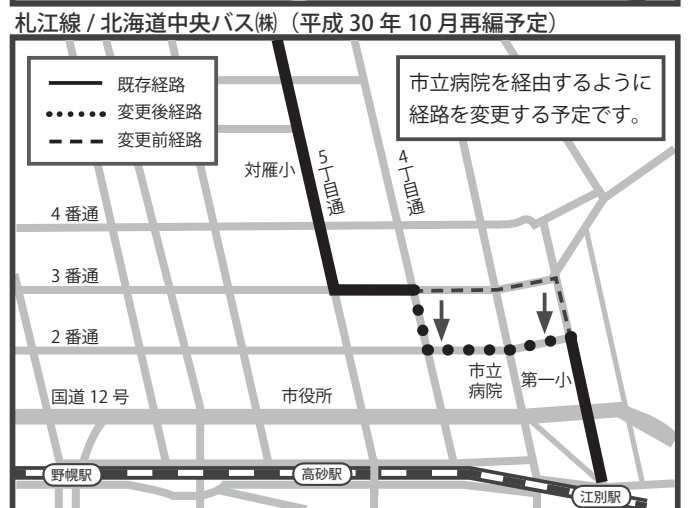 札江線 / 北海道中央バス㈱（平成 30 年 10 月再編予定）
既存経路
変更後経路
変更前経路
市立病院を経由するように
経路を変更する予定です。
対雁小
5丁目通
4丁目通
4 番通
3 番通
2 番通
市立
病院
第一小
国道 12 号
市役所
野幌駅
高砂駅
江別駅